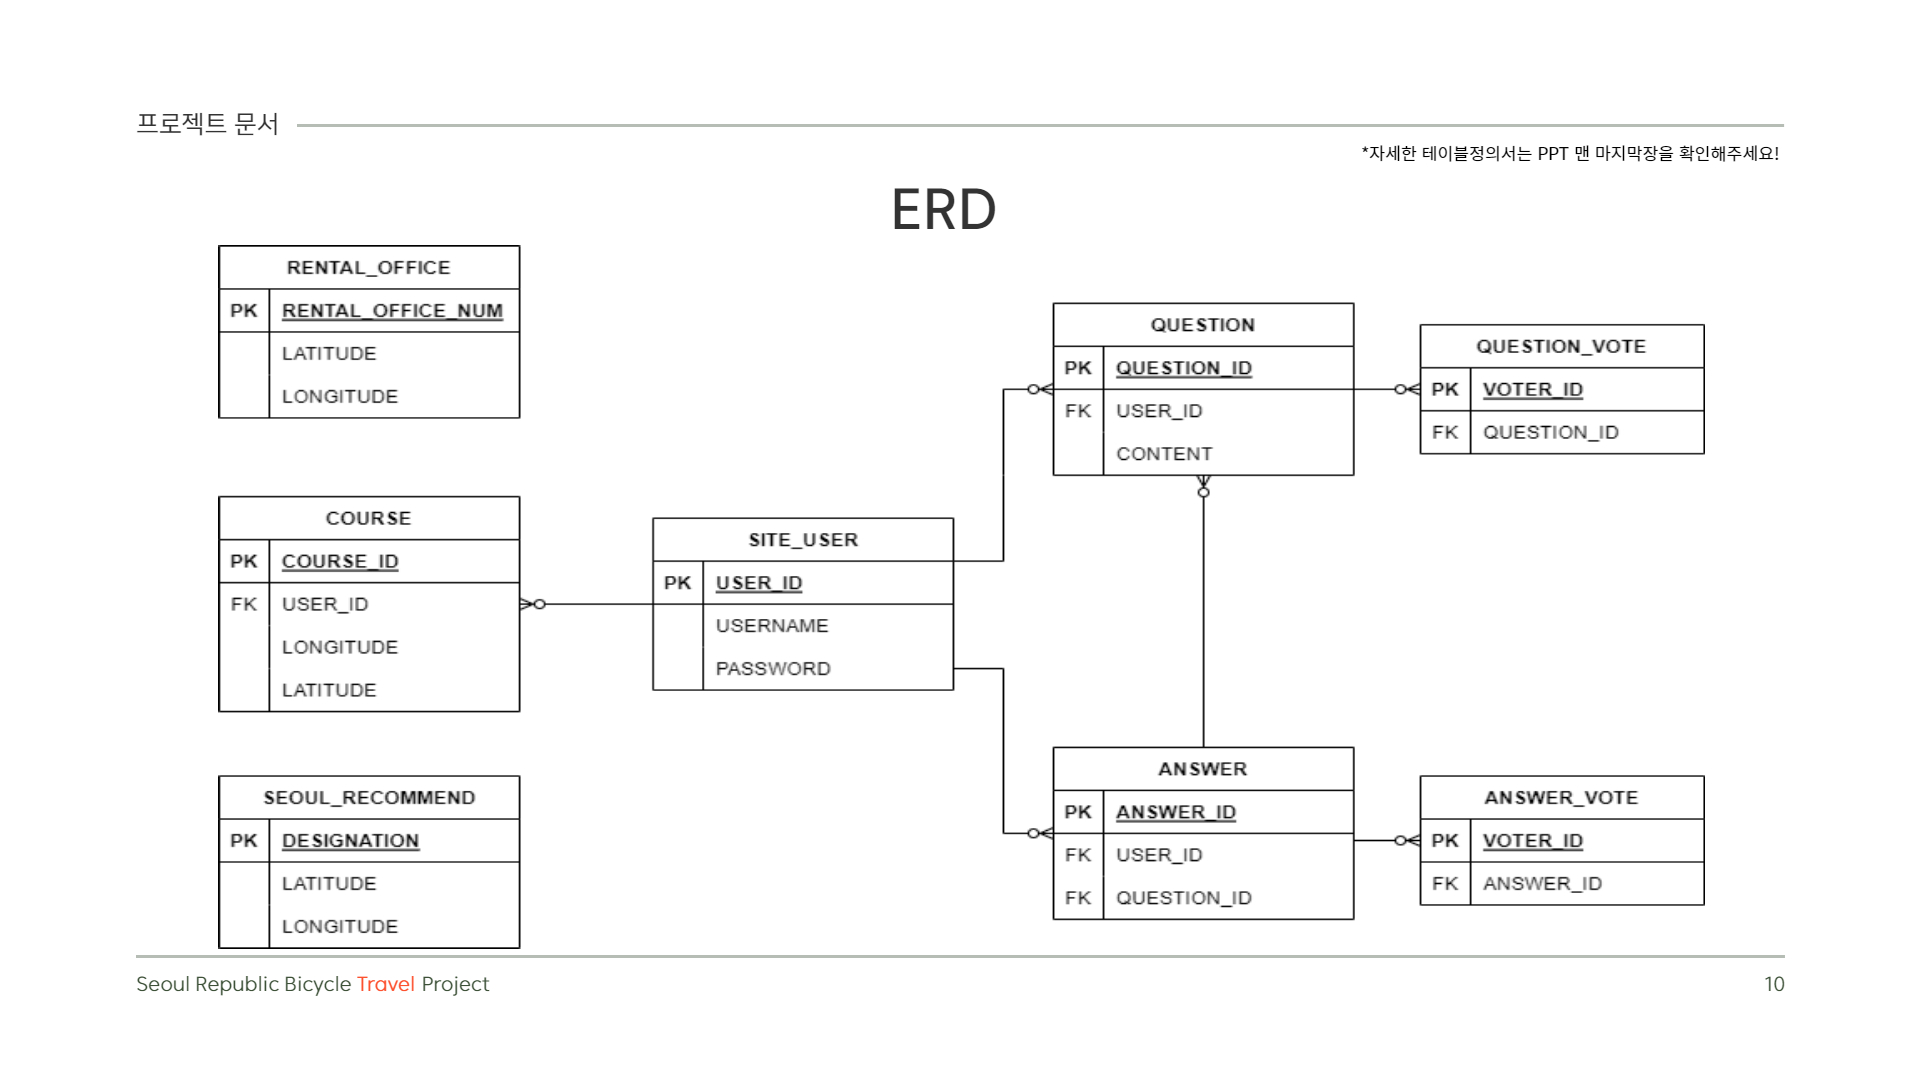 프로젝트 문서
*자세한 테이블정의서는 PPT 맨 마지막장을 확인해주세요!
ERD
RENTAL_OFFICE
PK RENTAL_OFFICE_NUM
LATITUDE
LONGITUDE
COURSE
PK COURSE_ID
FK USER_ID
LONGITUDE
LATITUDE
SEOUL_RECOMMEND
PK DESIGNATION
LATITUDE
LONGITUDE
SITE_USER
PK USER_ID
USERNAME
PASSWORD
QUESTION
PK QUESTION_ID
FK USER_ID
CONTENT
QUESTION_VOTE
PK VOTER_ID
FK QUESTION_ID
ANSWER
PK ANSWER_ID
FK USER_ID
FK QUESTION_ID
ANSWER_VOTE
PK VOTER_ID
FK ANSWER_ID
Seoul Republic Bicycle Travel Project
10